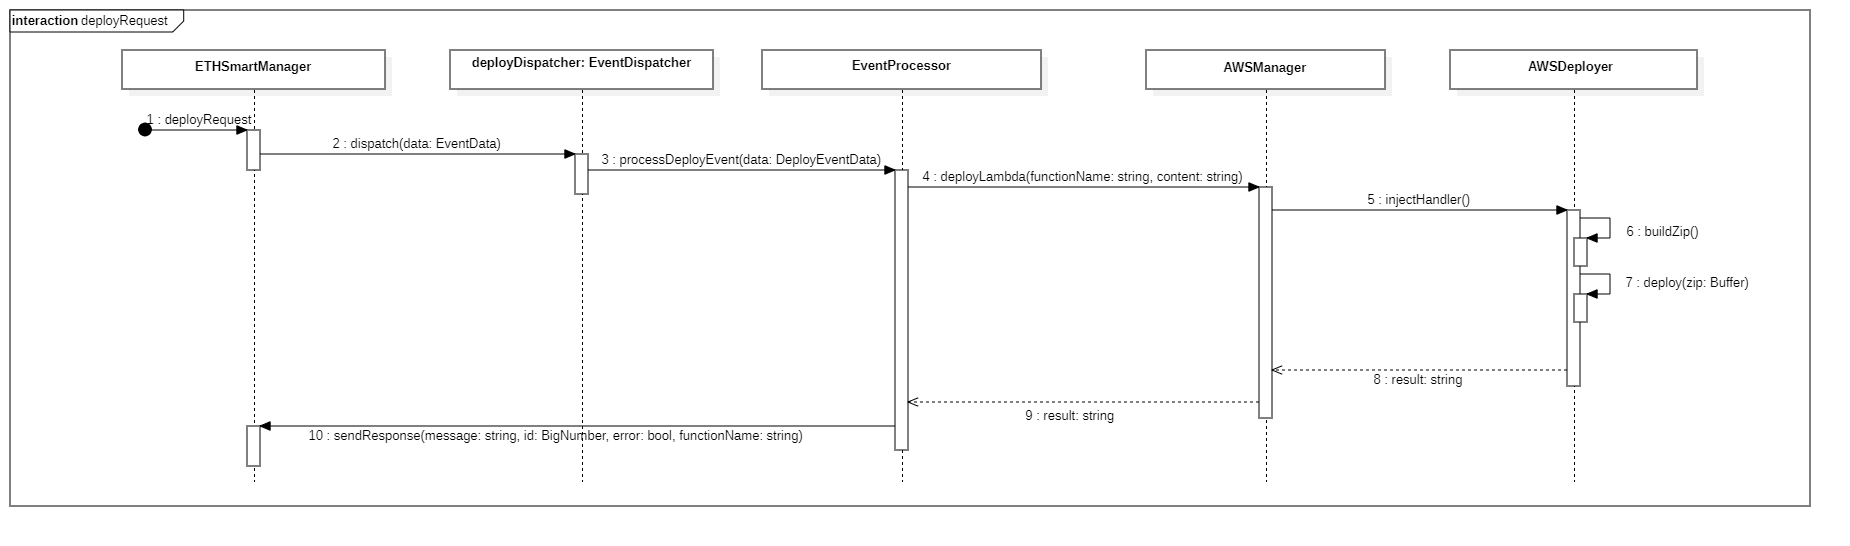 interaction deployRequest
ETHSmartManager
deployDispatcher: EventDispatcher
EventProcessor
AWSManager
AWSDeployer
1 : deployRequest
2 : dispatch(data: EventData)
3 : processDeployEvent(data: DeployEventData)
4 : deployLambda(functionName: string, content: string)
5 : injectHandler()
6 : buildZip()
7 : deploy(zip: Buffer)
8 : result: string
9 : result: string
10 : sendResponse(message: string, id: BigNumber, error: bool, functionName: string)